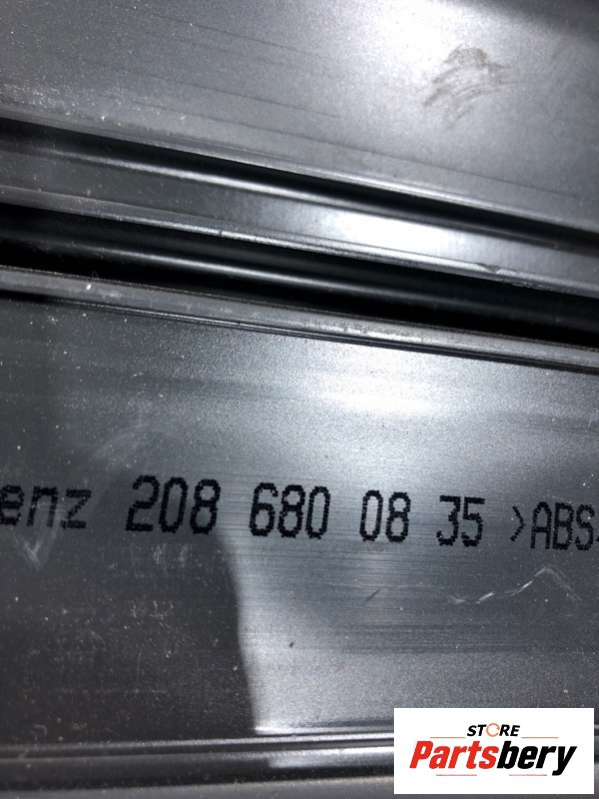 enz 208 680 08 35 >ABS<
STORE
Partsbery